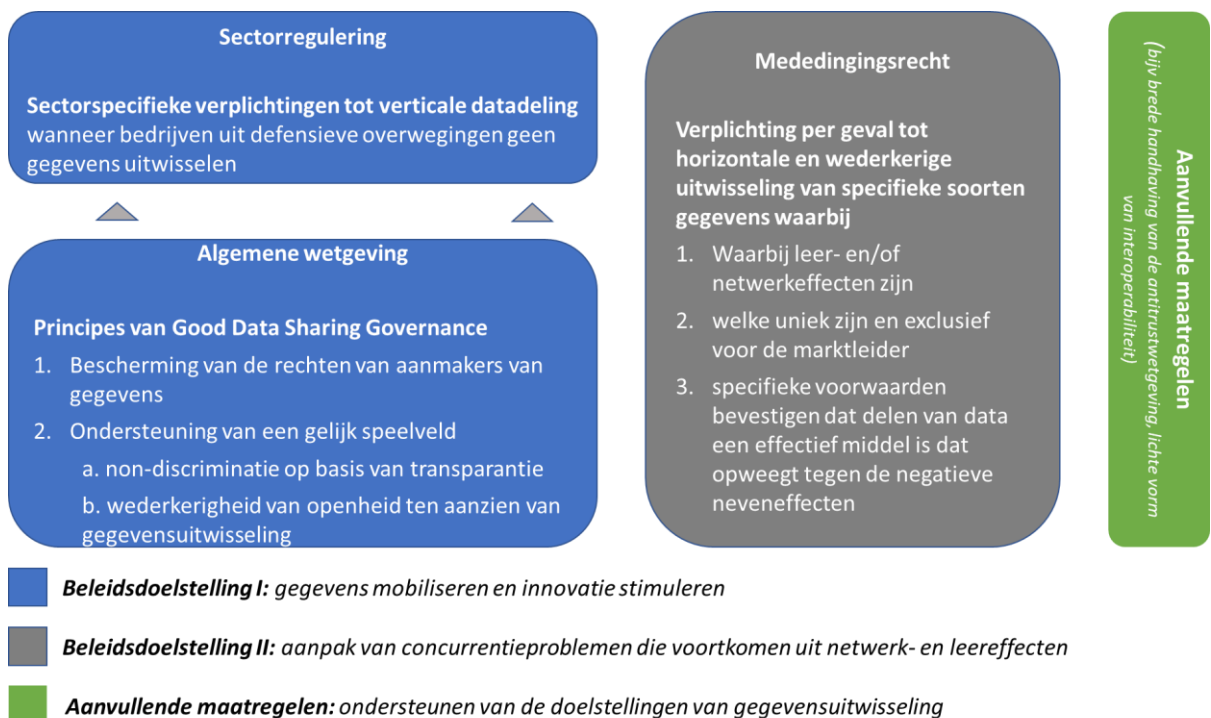 Sectorregulering
Sectorspecifieke verplichtingen tot verticale datadeling
wanneer bedrijven uit defensieve overwegingen geen
gegevens uitwisselen
Algemene wetgeving
Principes van Good Data Sharing Governance
1. Bescherming van de rechten van aanmakers van
gegevens
2. Ondersteuning van een gelijk speelveld
a. non-discriminatie op basis van transparantie
b. wederkerigheid van openheid ten aanzien van
gegevensuitwisseling
Mededingingsrecht
Verplichting per geval tot
horizontale en wederkerige
uitwisseling van specifieke soorten
gegevens waarbij
1. Waarbij leer- en/of
netwerkeffecten zijn
2. welke uniek zijn en exclusief
voor de marktleider
3. specifieke voorwaarden
bevestigen dat delen van data
een effectief middel is dat
opweegt tegen de negatieve
neveneffecten
Aanvullende maatregelen
(bijv brede handhaving van de antitrustwetgeving, lichte vorm
van interoperabiliteit)
Beleidsdoelstelling I: gegevens mobiliseren en innovatie stimuleren
Beleidsdoelstelling II: aanpak van concurrentieproblemen die voortkomen uit netwerk- en leereffecten
Aanvullende maatregelen: ondersteunen van de doelstellingen van gegevensuitwisseling